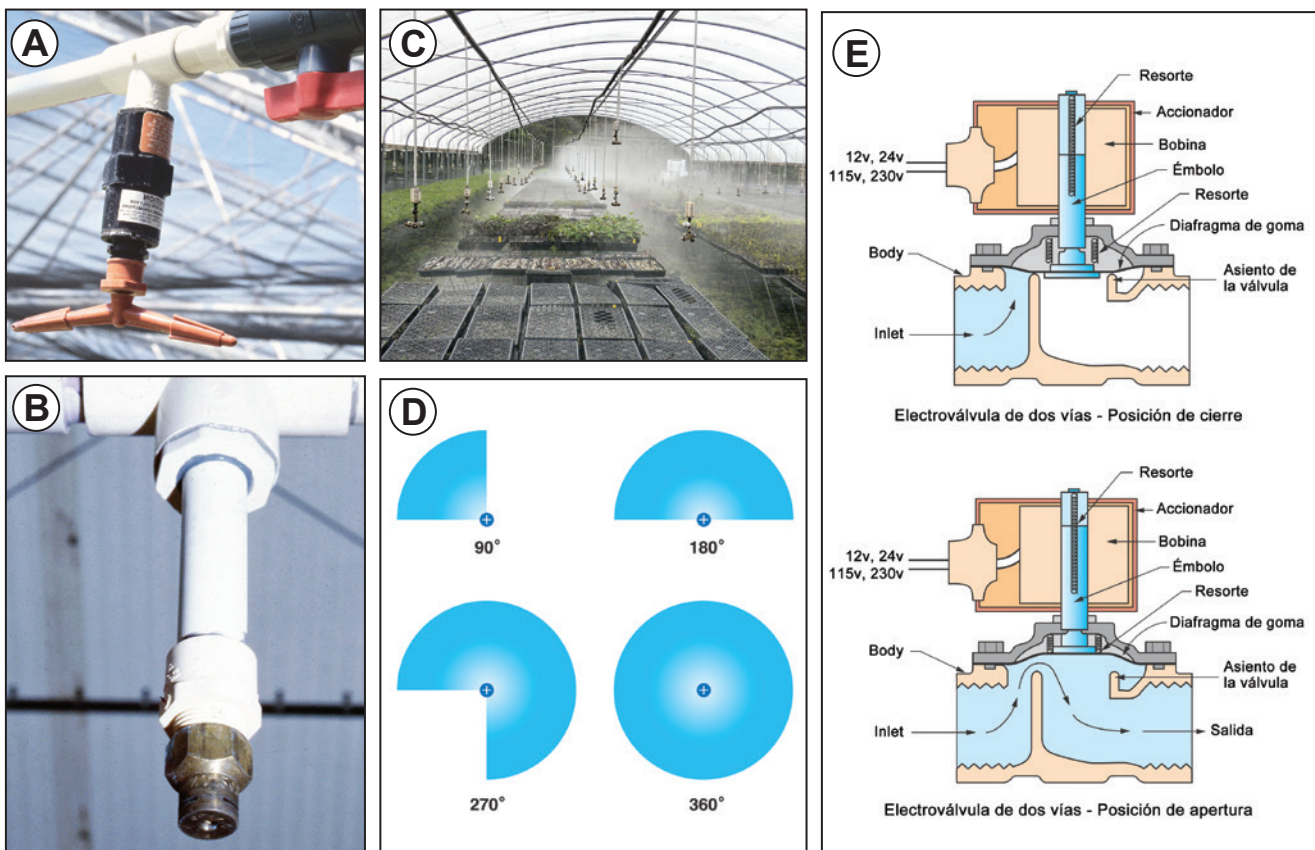 A
B
C
D
90°
180°
270°
360°
E
Resorte
Accionador
Bobina
12v, 24v
115v, 230v
Émbolo
Resorte
Diafragma de goma
Body
Asiento de
la válvula
Inlet
Electroválvula de dos vías - Posición de cierre
Resorte
Accionador
Bobina
12v, 24v
115v, 230v
Émbolo
Resorte
Diafragma de goma
Body
Asiento de
la válvula
Inlet
Salida
Electroválvula de dos vías - Posición de apertura